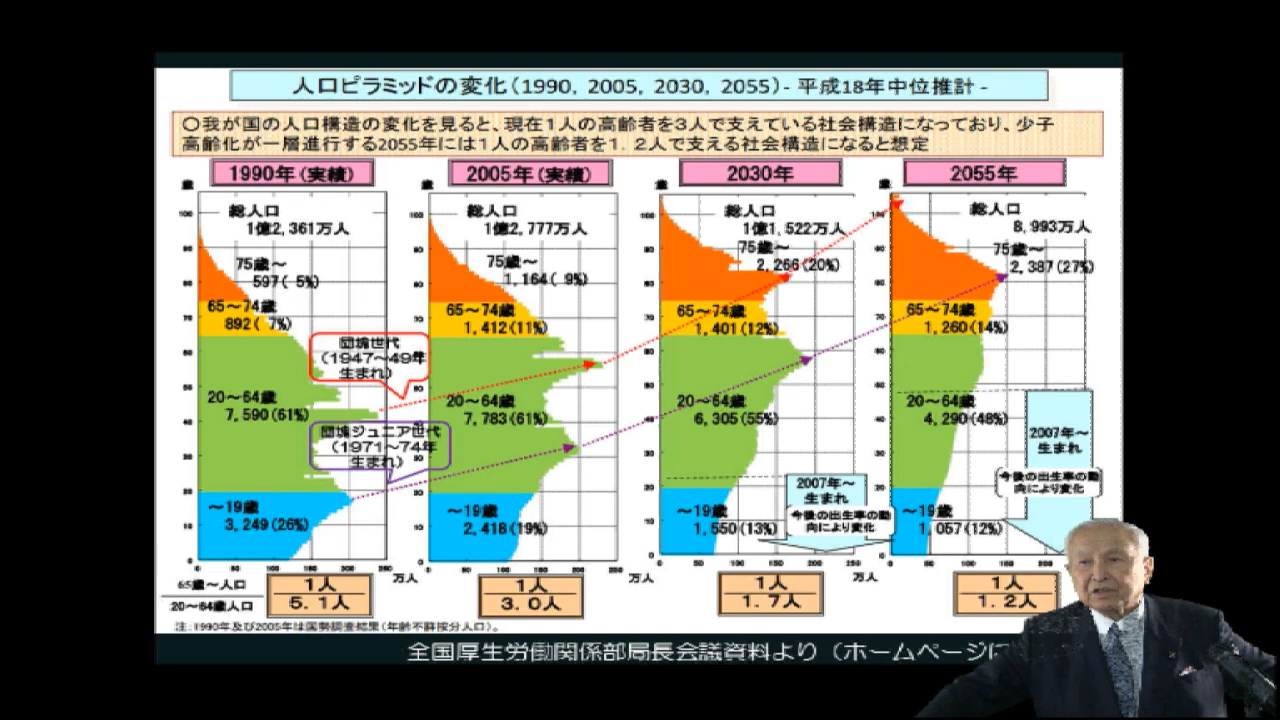 人口ピラミッドの変化(1990, 2005, 2030, 2055)- 平成18年中位推計 -
○我が国の人口構造の変化を見ると、現在1人の高齢者を3人で支えている社会構造になっており、少子
高齢化が一層進行する2055年には1人の高齢者を1.2人で支える社会構造になると想定
1990年(実績)
歳
総人口
1億2,361万人
75歳～
597( 5%)
65～74歳
892( 7%)
20～64歳
7,590(61%)
～19歳
3,249(26%)
団塊世代
(1947～49年
生まれ)
団塊ジュニア世代
(1971～74年
生まれ)
2005年(実績)
歳
総人口
1億2,777万人
75歳～
1,164( 9%)
65～74歳
1,412(11%)
20～64歳
7,783(61%)
～19歳
2,418(19%)
2030年
歳
総人口
1億1,522万人
75歳～
2,266(20%)
65～74歳
1,401(12%)
20～64歳
6,305(55%)
～19歳
1,550(13%)
2007年～
生まれ
今後の出生率の動
向により変化
2055年
歳
総人口
8,993万人
75歳～
2,387(27%)
65～74歳
1,260(14%)
20～64歳
4,290(48%)
～19歳
1,057(12%)
2007年～
生まれ
今後の出生率の動
向により変化
万人
万人
万人
65歳～人口
20～64歳人口
1人
5.1人
1人
3.0人
1人
1.7人
1人
1.2人
注:1990年及び2005年は国勢調査結果(年齢不詳按分人口)。
全国厚生労働関係部局長会議資料より(ホームページに